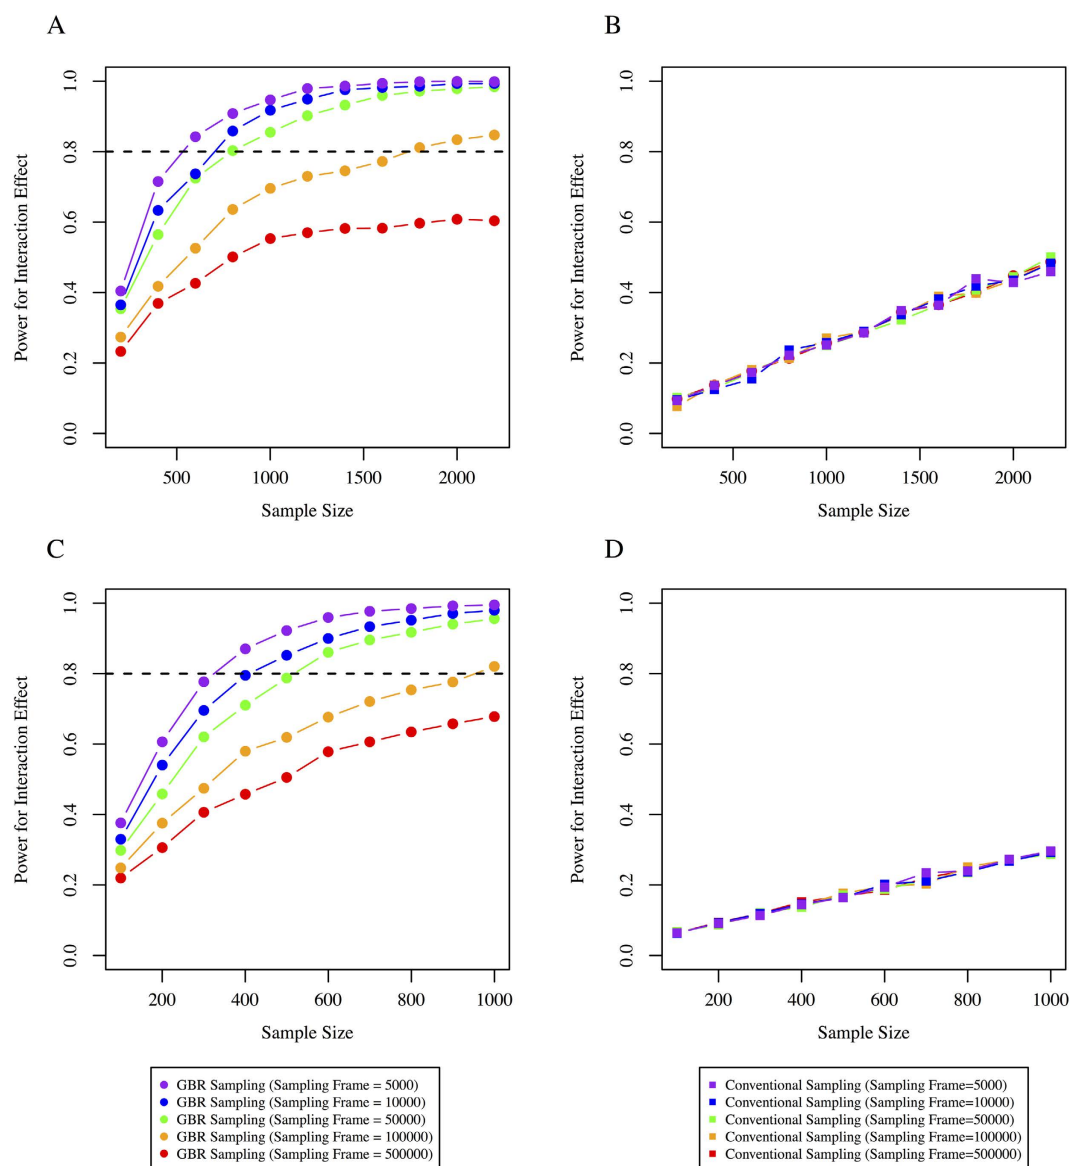 A
B
Power for Interaction Effect
0.0 0.2 0.4 0.6 0.8 1.0
500 1000 1500 2000
Sample Size
Power for Interaction Effect
0.0 0.2 0.4 0.6 0.8 1.0
500 1000 1500 2000
Sample Size
C
D
Power for Interaction Effect
0.0 0.2 0.4 0.6 0.8 1.0
200 400 600 800 1000
Sample Size
Power for Interaction Effect
0.0 0.2 0.4 0.6 0.8 1.0
200 400 600 800 1000
Sample Size
GBR Sampling (Sampling Frame = 5000)
GBR Sampling (Sampling Frame = 10000)
GBR Sampling (Sampling Frame = 50000)
GBR Sampling (Sampling Frame = 100000)
GBR Sampling (Sampling Frame = 500000)
Conventional Sampling (Sampling Frame=5000)
Conventional Sampling (Sampling Frame=10000)
Conventional Sampling (Sampling Frame=50000)
Conventional Sampling (Sampling Frame=100000)
Conventional Sampling (Sampling Frame=500000)